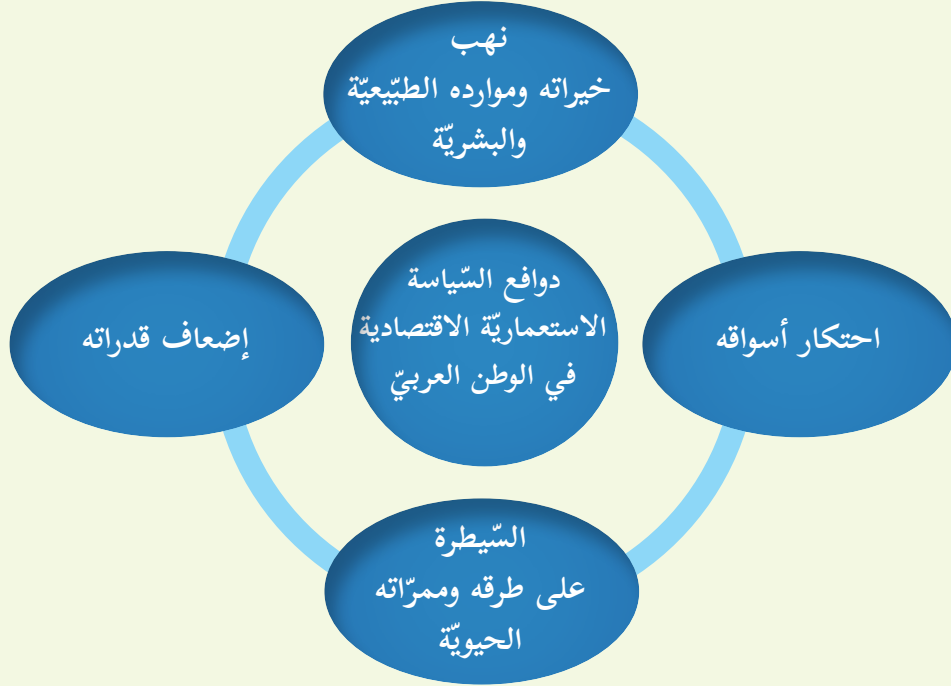 نهب
خيراته وموارده الطبّيعيّة
والبشريّة
دوافع السّياسة
الاستعماريّة الاقتصادية
في الوطن العربيّ
احتكار أسواقه
إضعاف قدراته
السّيطرة
على طرقه وممرّاته
الحيويّة